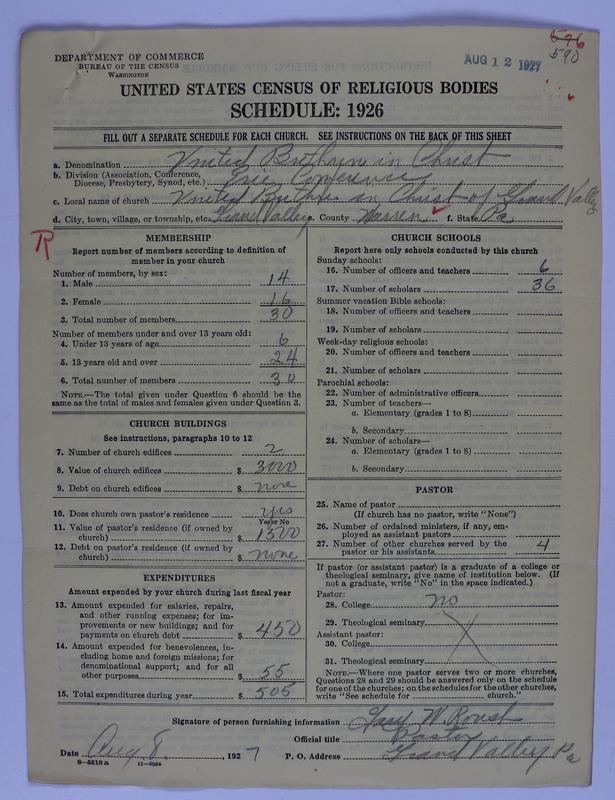 596
590
AUG 12 1927
DEPARTMENT OF COMMERCE
BUREAU OF THE CENSUS
WASHINGTON
UNITED STATES CENSUS OF RELIGIOUS BODIES
SCHEDULE: 1926
FILL OUT A SEPARATE SCHEDULE FOR EACH CHURCH. SEE INSTRUCTIONS ON THE BACK OF THIS SHEET
a. Denomination United Brethren in Christ
b. Division (Association, Conference, Diocese, Presbytery, Synod, etc.) Erie Conference
c. Local name of church United Brethren in Christ of Grand Valley
d. City, town, village, or township, etc. Grand Valley e. County Warren f. State Pa
R
MEMBERSHIP
Report number of members according to definition of
member in your church
Number of members, by sex:
1. Male 14
2. Female 16
3. Total number of members 30
Number of members under and over 13 years old:
4. Under 13 years of age 6
5. 13 years old and over 24
6. Total number of members 30
NOTE.—The total given under Question 6 should be
same as the total of males and females given under Question 3.
CHURCH BUILDINGS
See instructions, paragraphs 10 to 12
7. Number of church edifices 2
8. Value of church edifices $ 3000
9. Debt on church edifices $ none
10. Does church own pastor's residence yes
Yes or No
11. Value of pastor's residence (if owned by
church) $ 1500
12. Debt on pastor's residence (if owned by
church) $ none
EXPENDITURES
Amount expended by your church during last fiscal year
13. Amount expended for salaries, repairs,
and other running expenses; for im-
provements or new buildings; and for
payments on church debt $ 450
14. Amount expended for benevolences, in-
cluding home and foreign missions; for
denominational support; and for all
other purposes $ 55
15. Total expenditures during year $ 505
CHURCH SCHOOLS
Report here only schools conducted by this church
Sunday schools:
16. Number of officers and teachers 6
17. Number of scholars 36
Summer vacation Bible schools:
18. Number of officers and teachers
19. Number of scholars
Week-day religious schools:
20. Number of officers and teachers
21. Number of scholars
Parochial schools:
22. Number of administrative officers
23. Number of teachers—
a. Elementary (grades 1 to 8)
b. Secondary
24. Number of scholars—
a. Elementary (grades 1 to 8)
b. Secondary
PASTOR
25. Name of pastor
(If church has no pastor, write "None")
26. Number of ordained ministers, if any, em-
ployed as assistant pastors
27. Number of other churches served by the
pastor or his assistants 4
If pastor (or assistant pastor) is a graduate of a college or
theological seminary, give name of institution below. (If
not a graduate, write "No" in the space indicated.)
Pastor:
28. College no
29. Theological seminary
Assistant pastor:
30. College
31. Theological seminary
NOTE.—Where one pastor serves two or more churches,
Questions 28 and 29 should be answered only on the schedule
for one of the churches; on the schedules for the other churches,
write "See schedule for church."
Signature of person furnishing information W. Roush
Official title Pastor
Date Aug 8, 1927 P. O. Address Grand Valley Pa
8—5518 a 11—9064